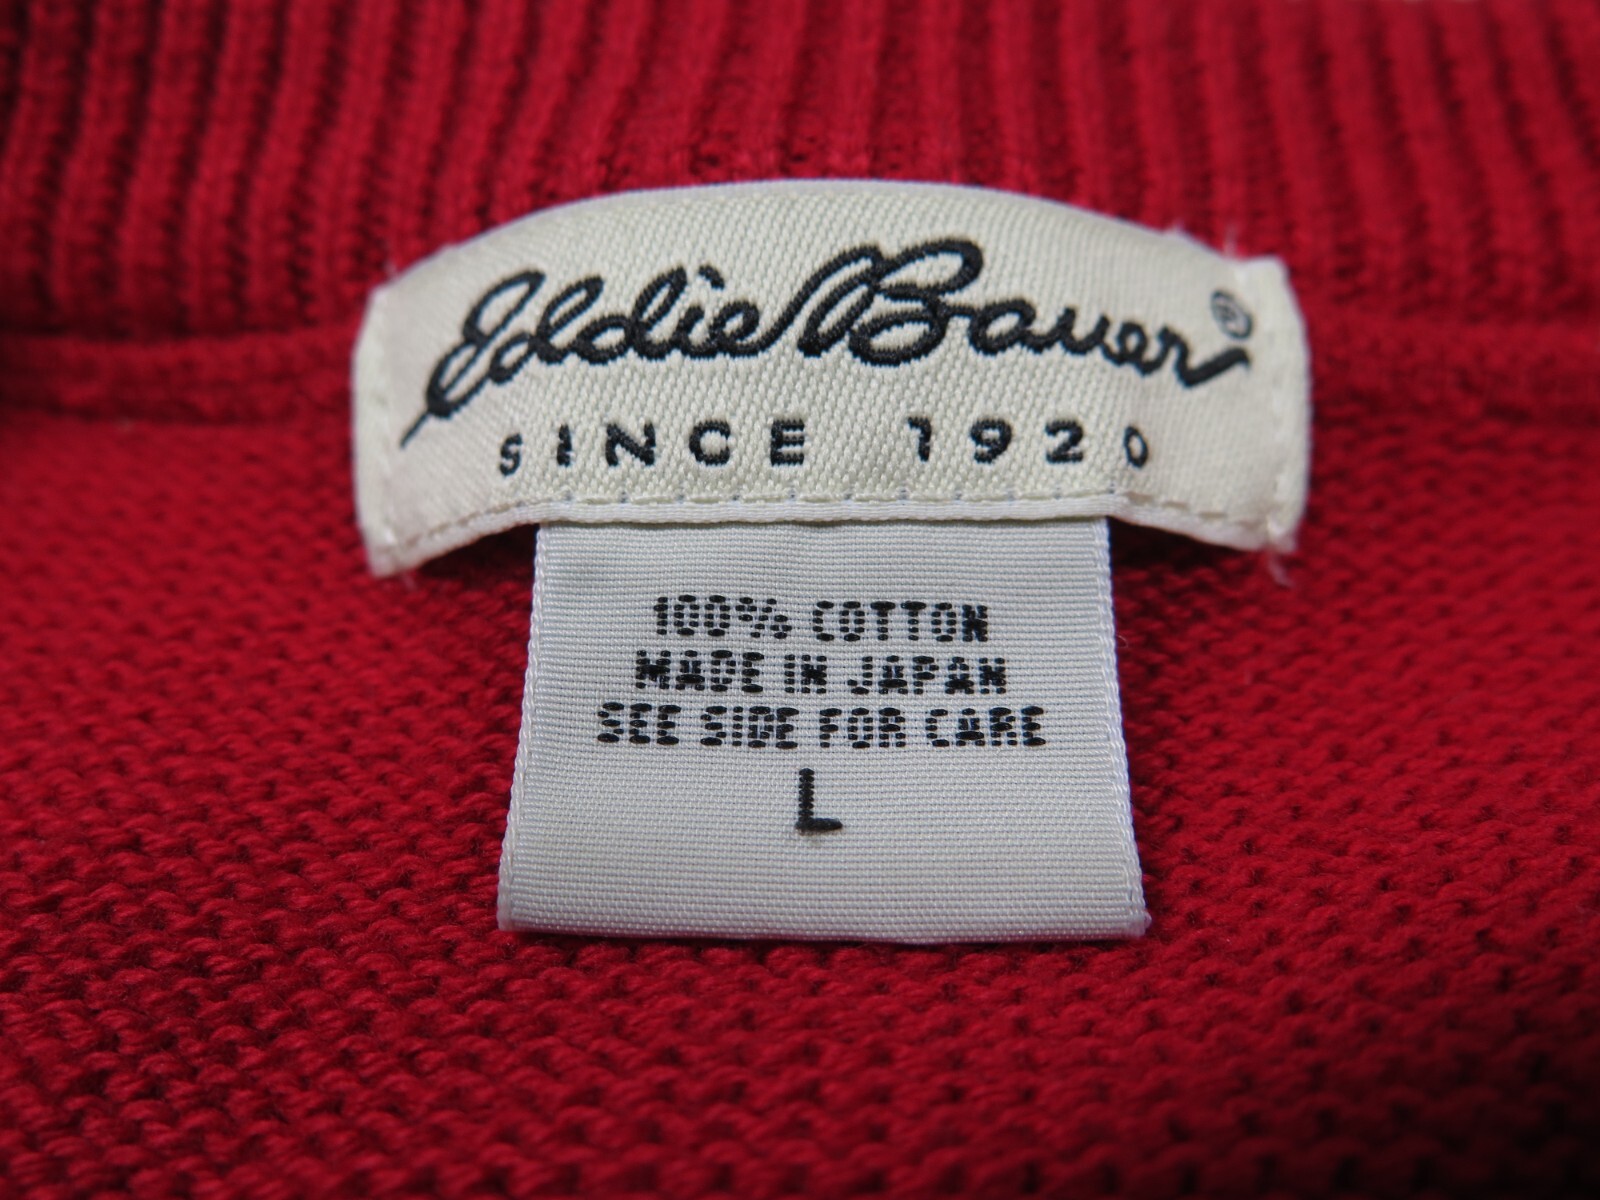 Eddie Bauer®
SINCE 1920
100% COTTON
MADE IN JAPAN
SEE SIDE FOR CARE
L